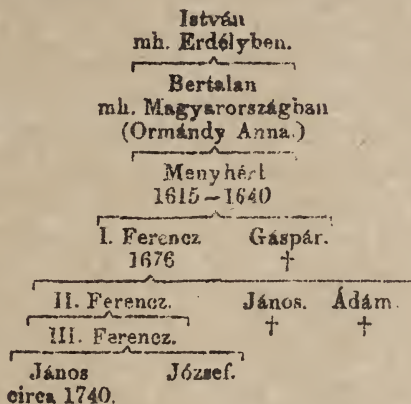 István
mh. Erdélyben.
Bertalan
mh. Magyarországban
(Ormándy Anna.)
Menyhért
1615–1640
I. Ferencz Gáspár.
1676 †
II. Ferencz. János. Ádám.
† †
III. Ferencz.
János József.
circa 1740.